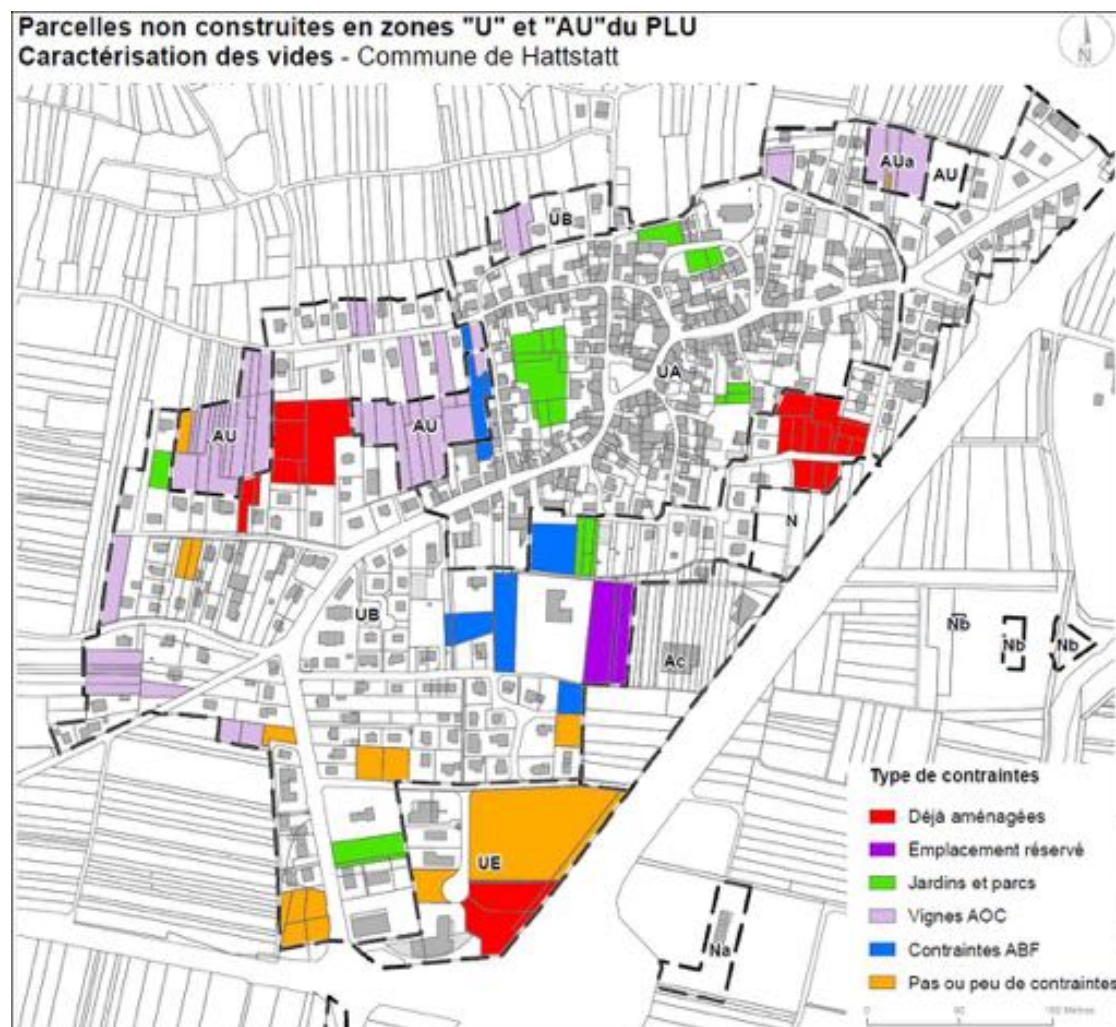 Parcelles non construites en zones "U" et "AU"du PLU
Caractérisation des vides - Commune de Hattstatt
N
AUa
AU
UB
UA
AU
AU
N
UB
Nb
Nb
Nb
Ac
UE
Na
Type de contraintes
Déjà aménagées
Emplacement réservé
Jardins et parcs
Vignes AOC
Contraintes ABF
Pas ou peu de contraintes
0
Mètres